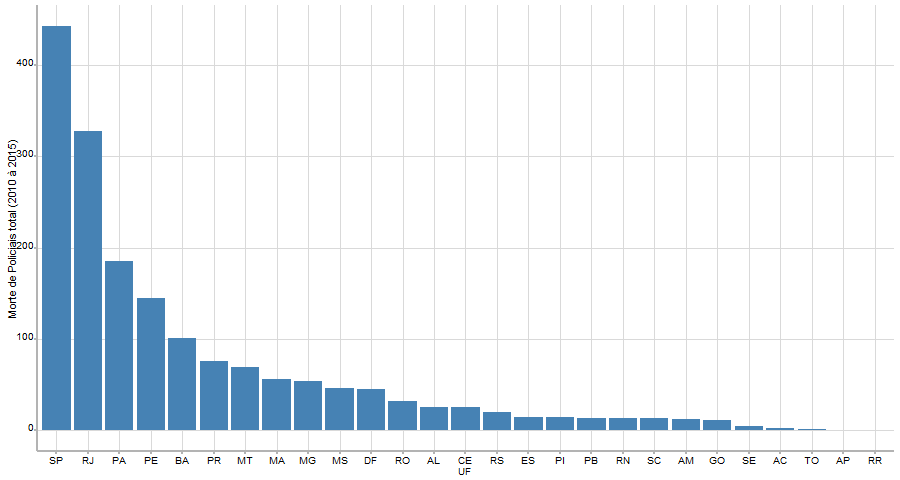 Morte de Policiais total (2010 à 2015)
400
300
200
100
0
SP RJ PA PE BA PR MT MA MG MS DF RO AL CE RS ES PI PB RN SC AM GO SE AC TO AP RR
UF